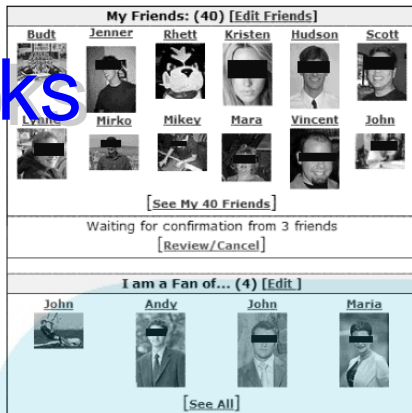 My Friends: (40) [Edit Friends]
Budt Jenner Rhett Kristen Hudson Scott
ks
Lynne Mirko Mikey Mara Vincent John
[See My 40 Friends]
Waiting for confirmation from 3 friends
[Review/Cancel]
I am a Fan of... (4) [Edit ]
John Andy John Maria
[See All]